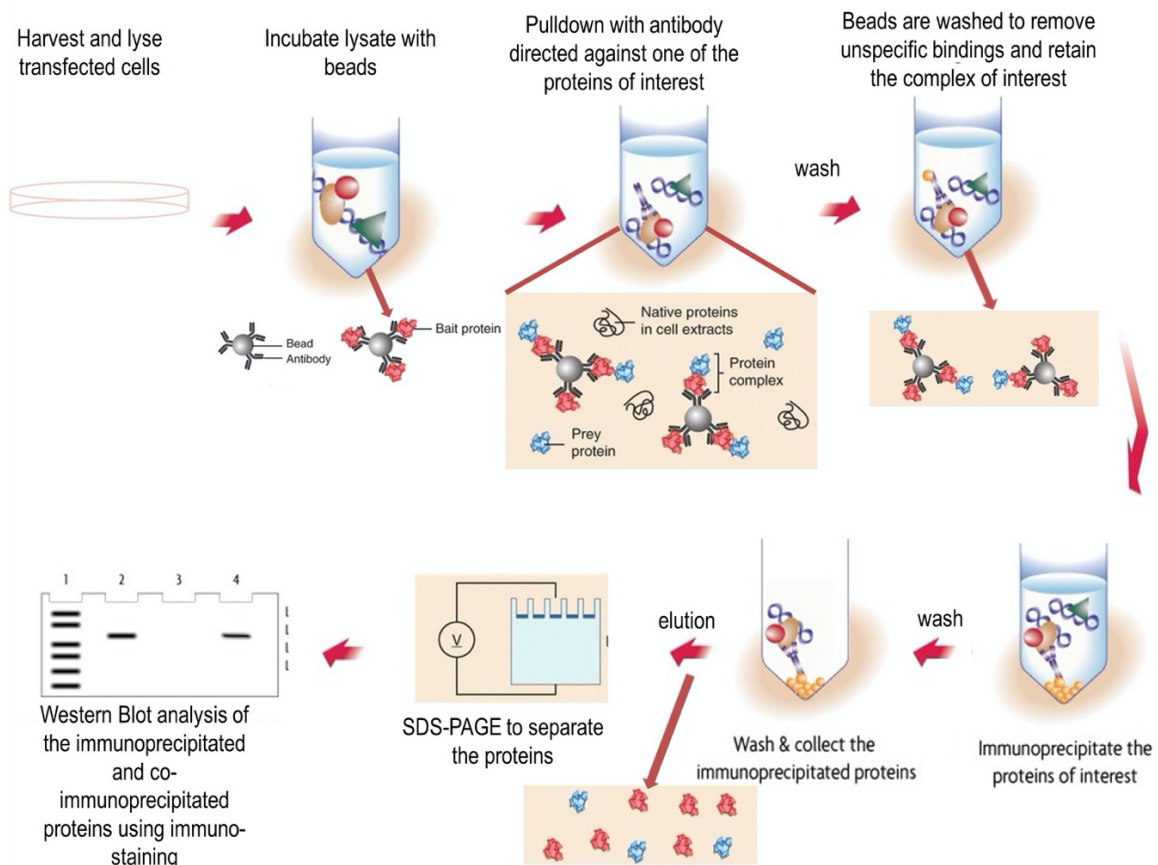 Harvest and lyse
transfected cells
Incubate lysate with
beads
Pulldown with antibody
directed against one of the
proteins of interest
Beads are washed to remove
unspecific bindings and retain
the complex of interest
wash
Bead
Antibody
Bait protein
Native proteins
in cell extracts
Protein
complex
Prey
protein
1 2 3 4
Western Blot analysis of
the immunoprecipitated
and co-
immunoprecipitated
proteins using immuno-
staining
V
SDS-PAGE to separate
the proteins
elution
Wash & collect the
immunoprecipitated proteins
wash
Immunoprecipitate the
proteins of interest